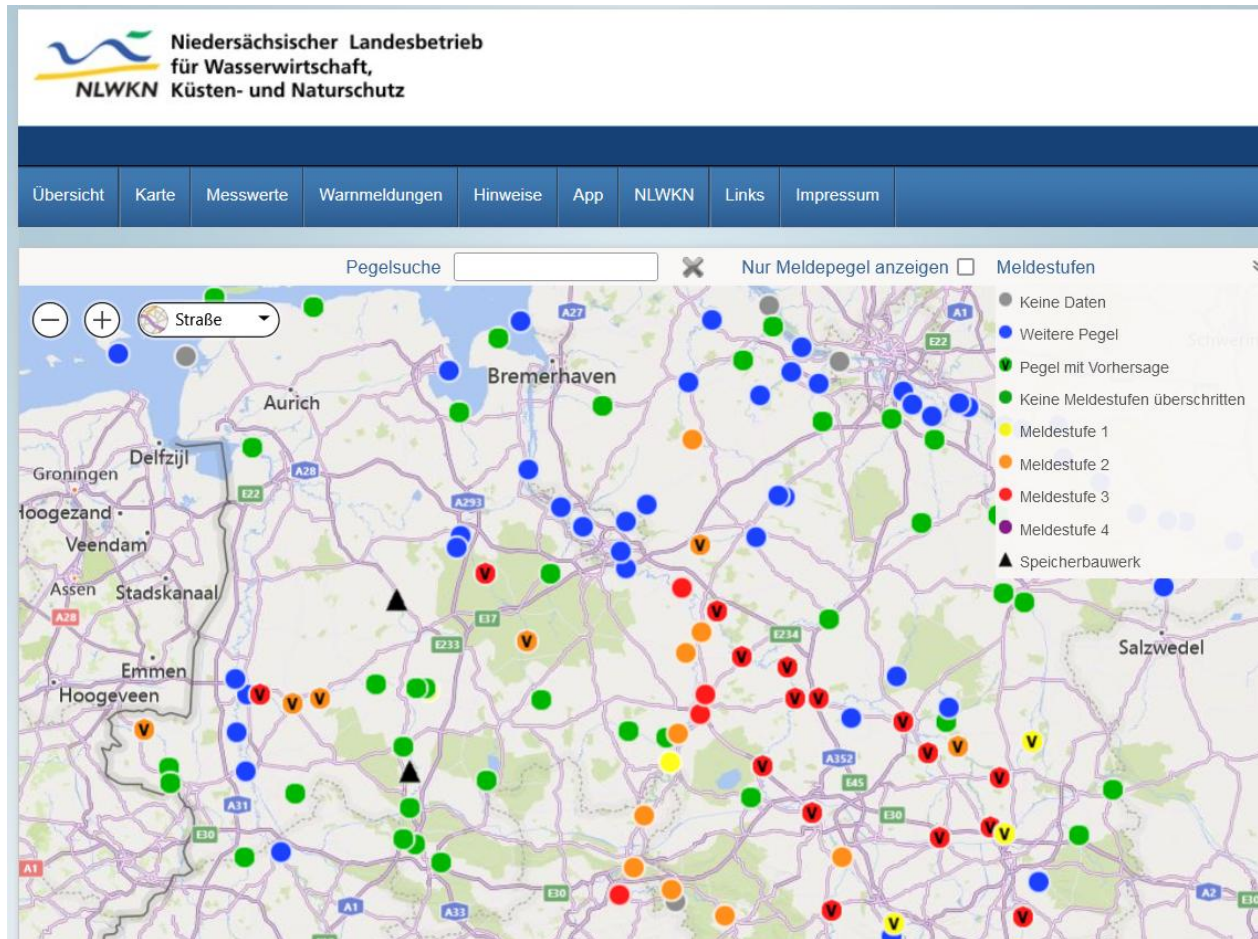 Niedersächsischer Landesbetrieb
für Wasserwirtschaft,
NLWKN Küsten- und Naturschutz
Übersicht Karte Messwerte Warnmeldungen Hinweise App NLWKN Links Impressum
Pegelsuche Nur Meldepegel anzeigen Meldestufen
Straße
Keine Daten
Weitere Pegel
V Pegel mit Vorhersage
Keine Meldestufen überschritten
Meldestufe 1
Meldestufe 2
Meldestufe 3
Meldestufe 4
Speicherbauwerk
A27
A1
E22
Schwerin
Bremerhaven
Aurich
Delfzijl
Groningen
A28
E22
A293
Hoogezand
Veendam
Assen
Stadskanaal
A28
V
V
E37
V
E233
V
E234
V
V
Salzwedel
Emmen
Hoogeveen
V
V
V
V
V
V
V
V
V
V
V
V
A352
V
V
E45
A31
V
E30
E30
V
V
V
A1
E30
A2
E30
A1
A33
V
V
V